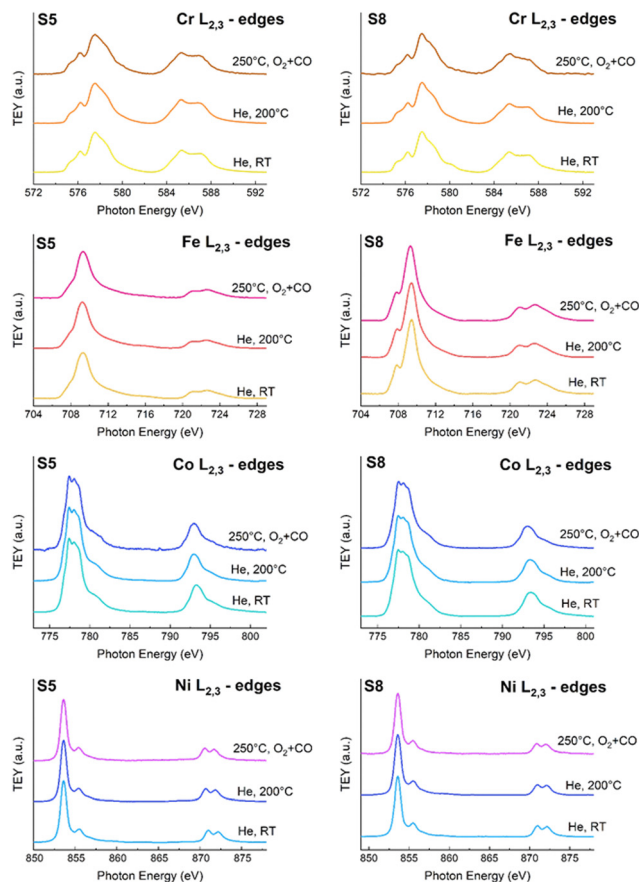 S5 Cr L2,3 – edges
250°C, O2+CO
He, 200°C
He, RT
TEY (a.u.)
572 576 580 584 588 592
Photon Energy (eV)
S8 Cr L2,3 – edges
250°C, O2+CO
He, 200°C
He, RT
TEY (a.u.)
572 576 580 584 588 592
Photon Energy (eV)
S5 Fe L2,3 – edges
250°C, O2+CO
He, 200°C
He, RT
TEY (a.u.)
704 708 712 716 720 724 728
Photon Energy (eV)
S8 Fe L2,3 – edges
250°C, O2+CO
He, 200°C
He, RT
TEY (a.u.)
704 708 712 716 720 724 728
Photon Energy (eV)
S5 Co L2,3 – edges
250°C, O2+CO
He, 200°C
He, RT
TEY (a.u.)
775 780 785 790 795 800
Photon Energy (eV)
S8 Co L2,3 – edges
250°C, O2+CO
He, 200°C
He, RT
TEY (a.u.)
775 780 785 790 795 800
Photon Energy (eV)
S5 Ni L2,3 – edges
250°C, O2+CO
He, 200°C
He, RT
TEY (a.u.)
850 855 860 865 870 875
Photon Energy (eV)
S8 Ni L2,3 – edges
250°C, O2+CO
He, 200°C
He, RT
TEY (a.u.)
850 855 860 865 870 875
Photon Energy (eV)